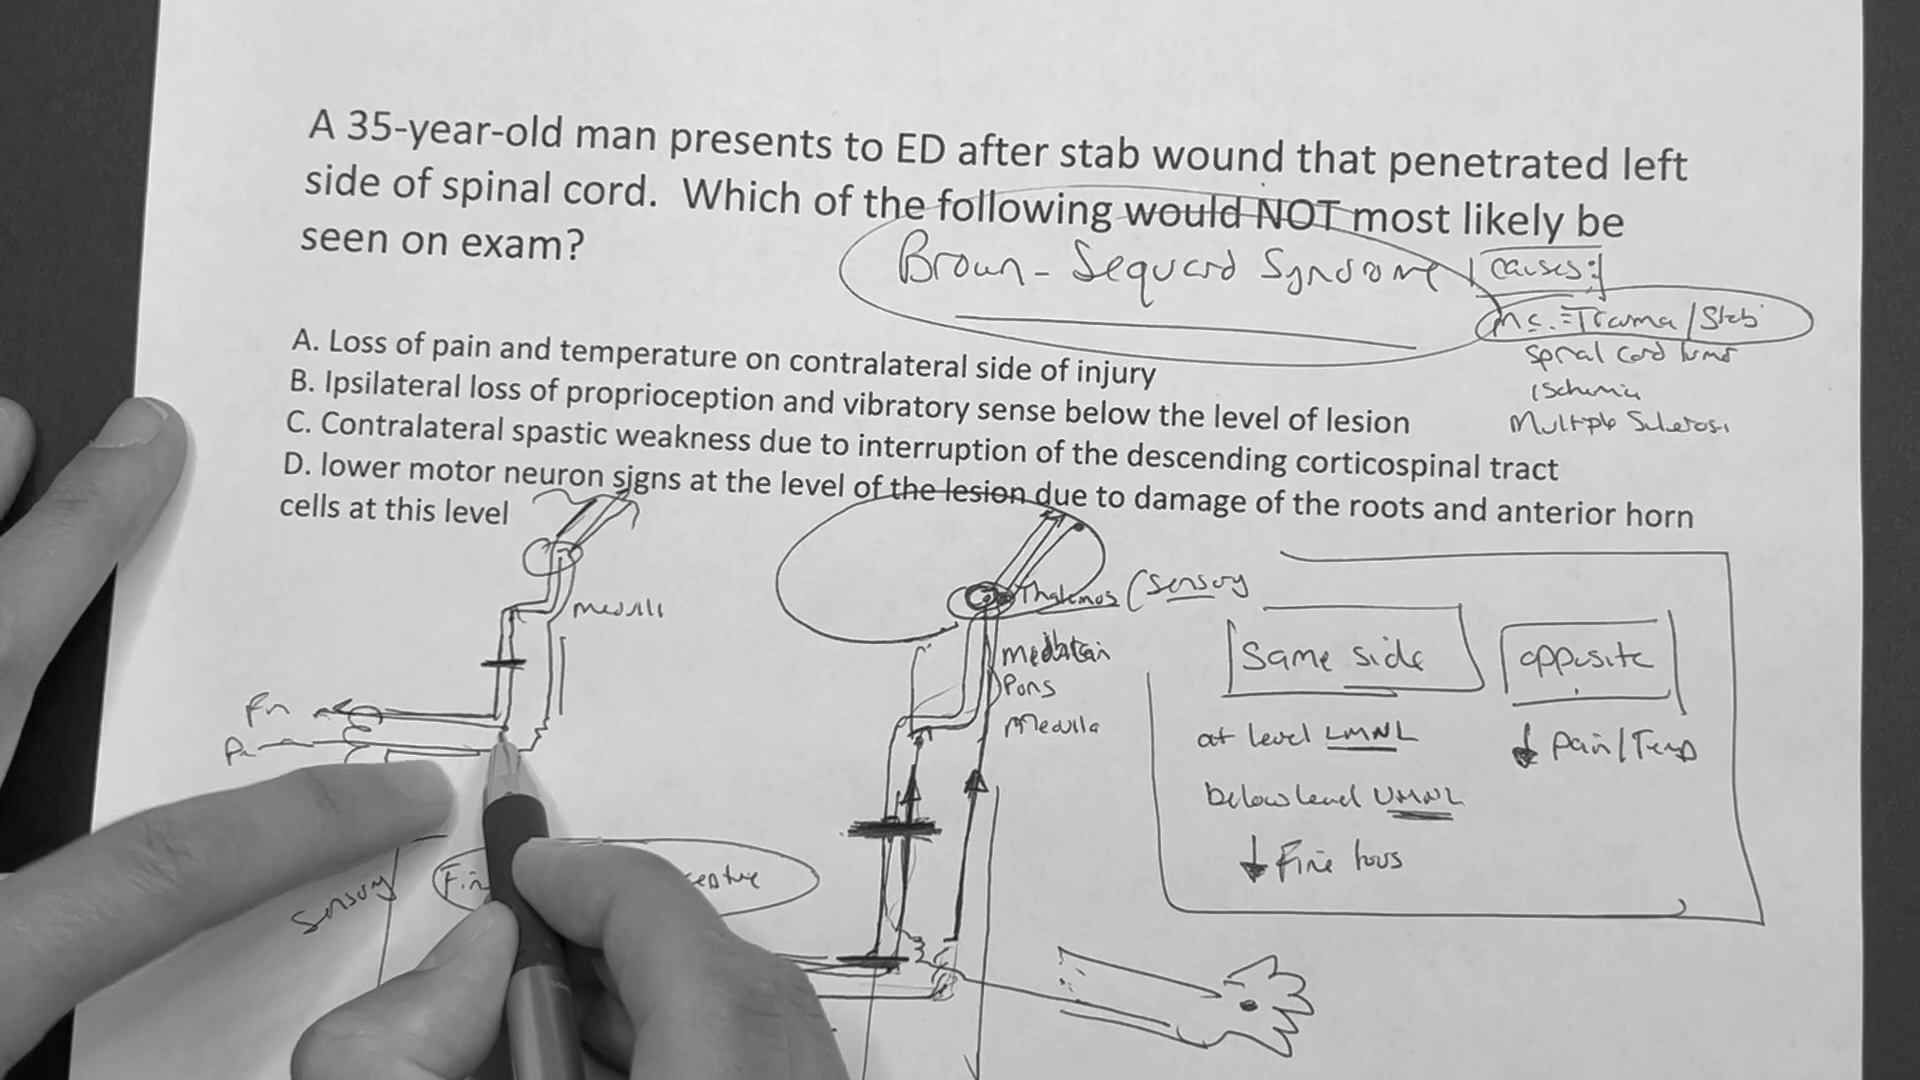 A 35-year-old man presents to ED after stab wound that penetrated left
side of spinal cord. Which of the following would NOT most likely be
seen on exam?
Brown-Sequard Syndrome
causes:
Trauma/Stab
Spinal Cord
Ischemia
Multiple
A. Loss of pain and temperature on contralateral side of injury
B. Ipsilateral loss of proprioception and vibratory sense below the level of lesion
C. Contralateral spastic weakness due to interruption of the descending corticospinal tract
D. lower motor neuron signs at the level of the lesion due to damage of the roots and anterior horn
cells at this level
Thalamus (Sensory
Pons
Medulla
Same side
opposite
at level LMNL
↓ Pain/Temp
below level UMNL
↓ Fine
Sensory